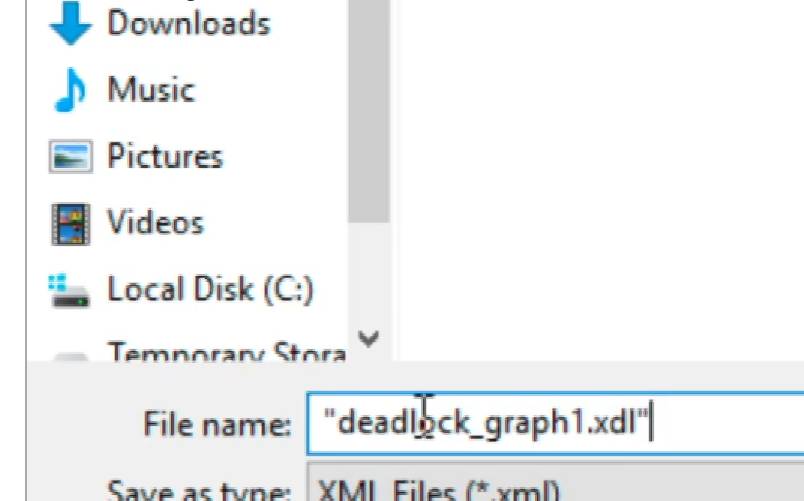 Downloads
Music
Pictures
Videos
Local Disk (C:)
Temporary Stora
File name: "deadlock_graph1.xdl"
Save as type: XML Files (*.xml)